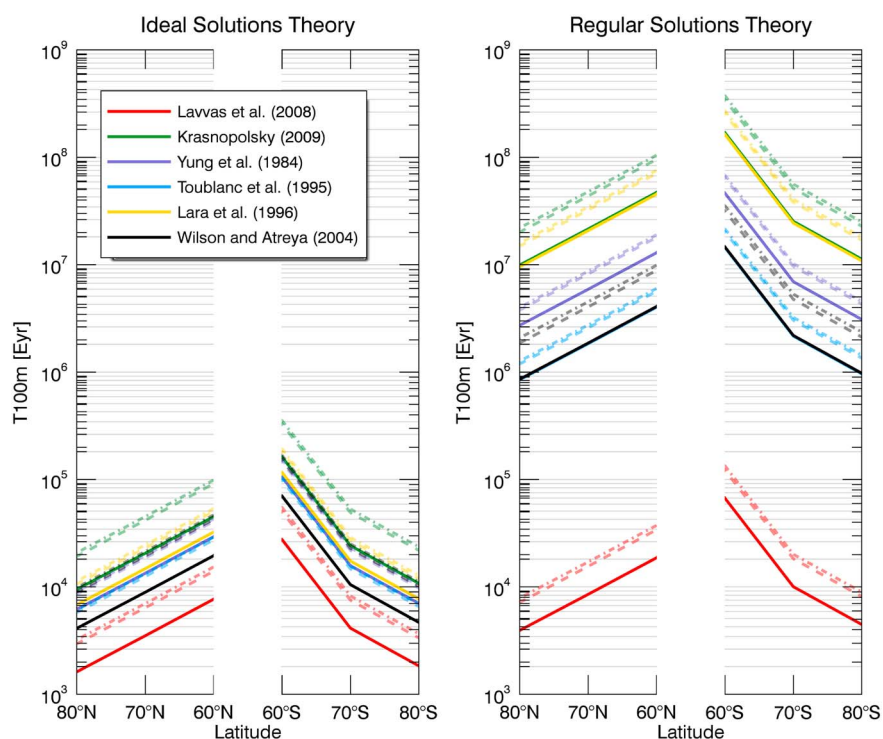 Ideal Solutions Theory
T100m [Eyr]
10⁹
10⁸
10⁷
10⁶
10⁵
10⁴
10³
Lavvas et al. (2008)
Krasnopolsky (2009)
Yung et al. (1984)
Toublanc et al. (1995)
Lara et al. (1996)
Wilson and Atreya (2004)
80°N 70°N 60°N 60°S 70°S 80°S
Latitude
Regular Solutions Theory
T100m [Eyr]
10⁹
10⁸
10⁷
10⁶
10⁵
10⁴
10³
80°N 70°N 60°N 60°S 70°S 80°S
Latitude